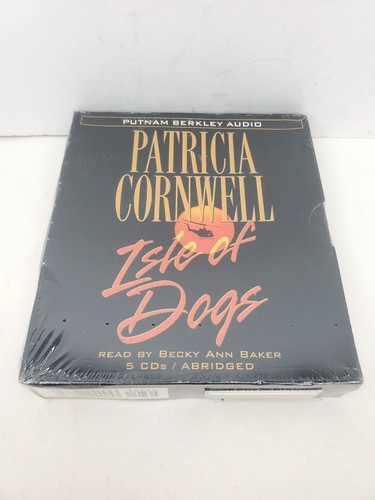 PUTNAM BERKLEY AUDIO
PATRICIA
CORNWELL
Isle of
Dogs
READ BY BECKY ANN BAKER
5 CDs / ABRIDGED